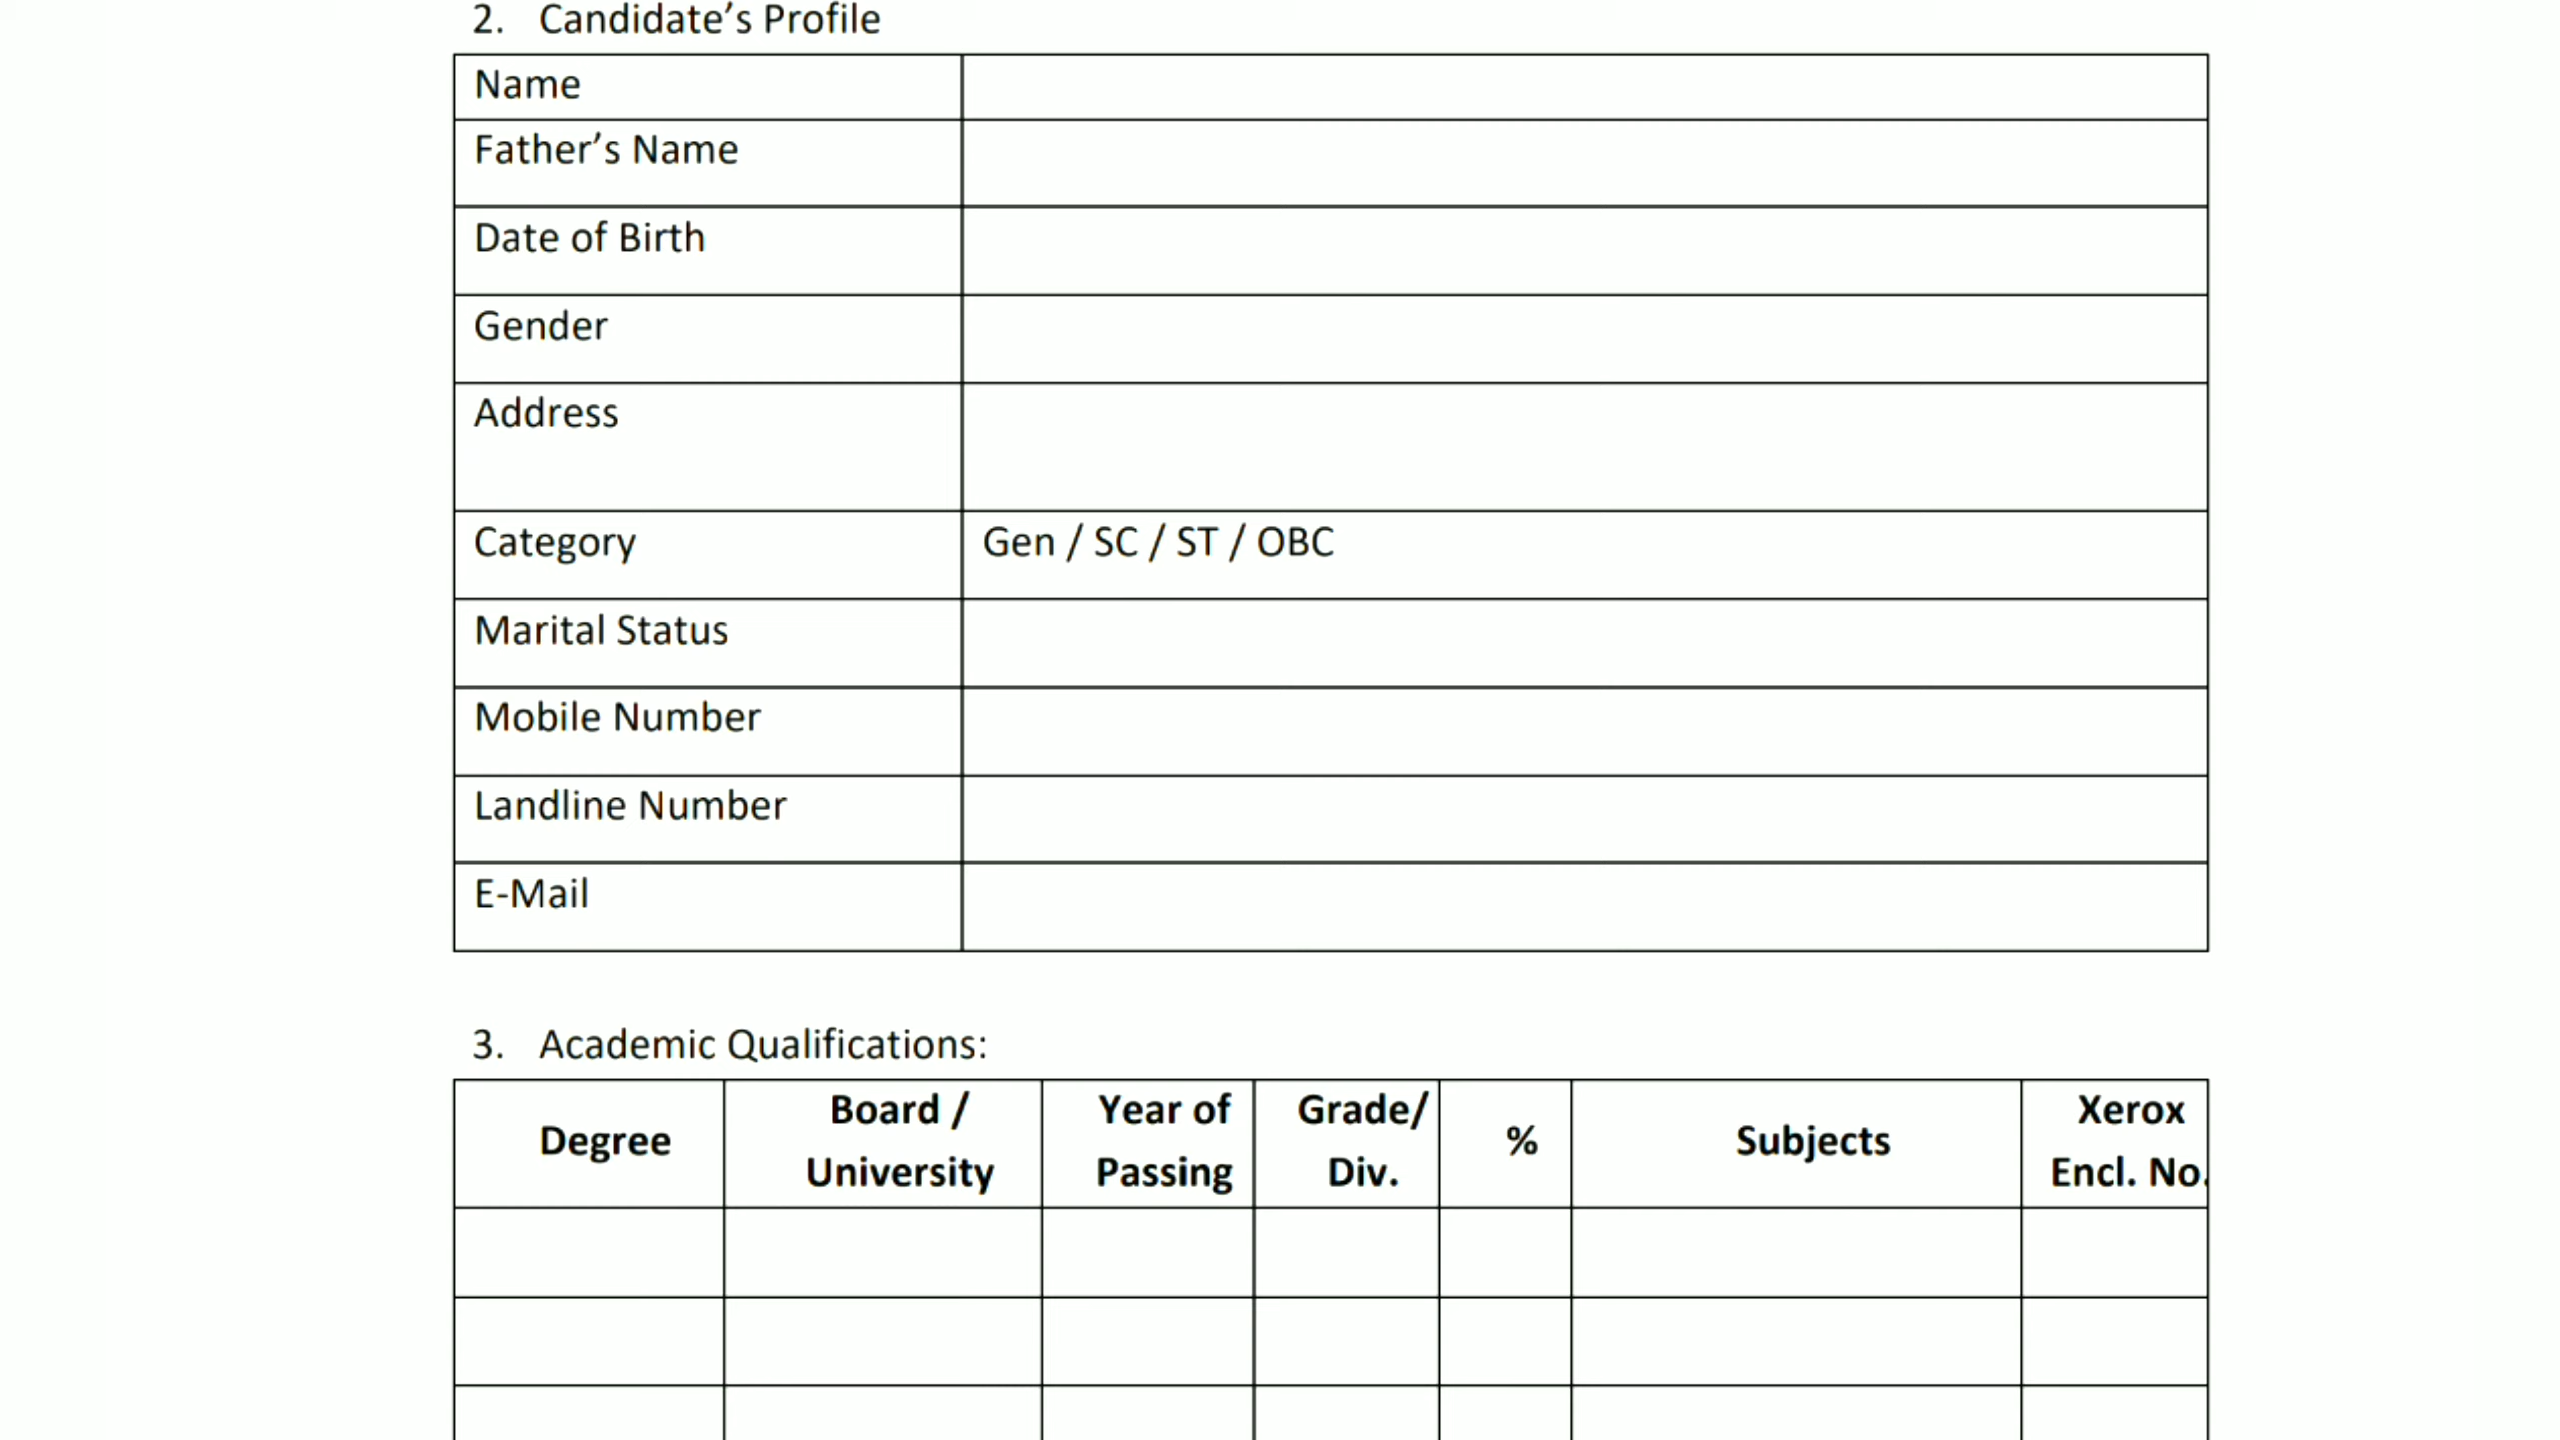 2. Candidate’s Profile
Name
Father’s Name
Date of Birth
Gender
Address
Category Gen / SC / ST / OBC
Marital Status
Mobile Number
Landline Number
E-Mail
3. Academic Qualifications:
Degree Board / University Year of Passing Grade/ Div. % Subjects Xerox Encl. No.